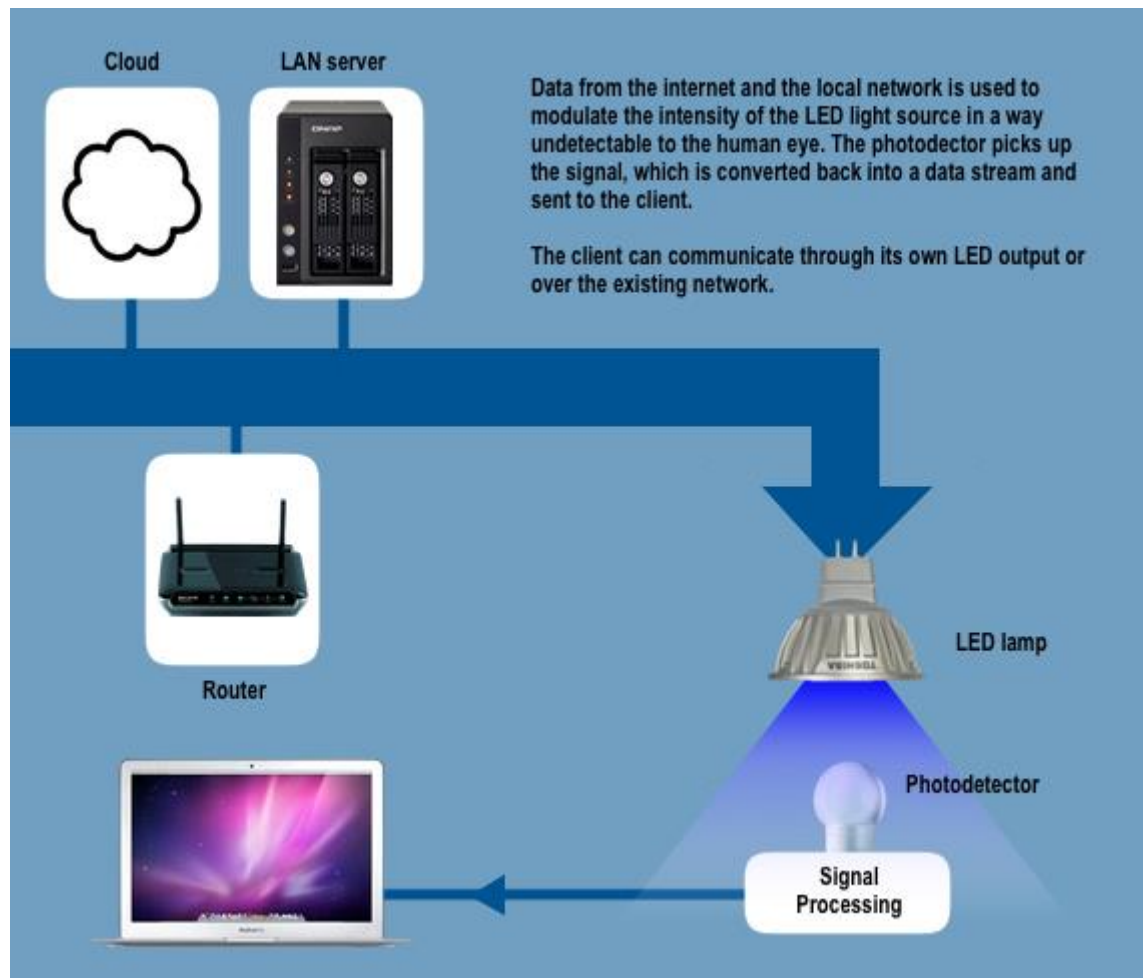 Cloud
LAN server
Data from the internet and the local network is used to
modulate the intensity of the LED light source in a way
undetectable to the human eye. The photodector picks up
the signal, which is converted back into a data stream and
sent to the client.
The client can communicate through its own LED output or
over the existing network.
QNAP
Router
TOSHIBA
LED lamp
Photodetector
Signal
Processing